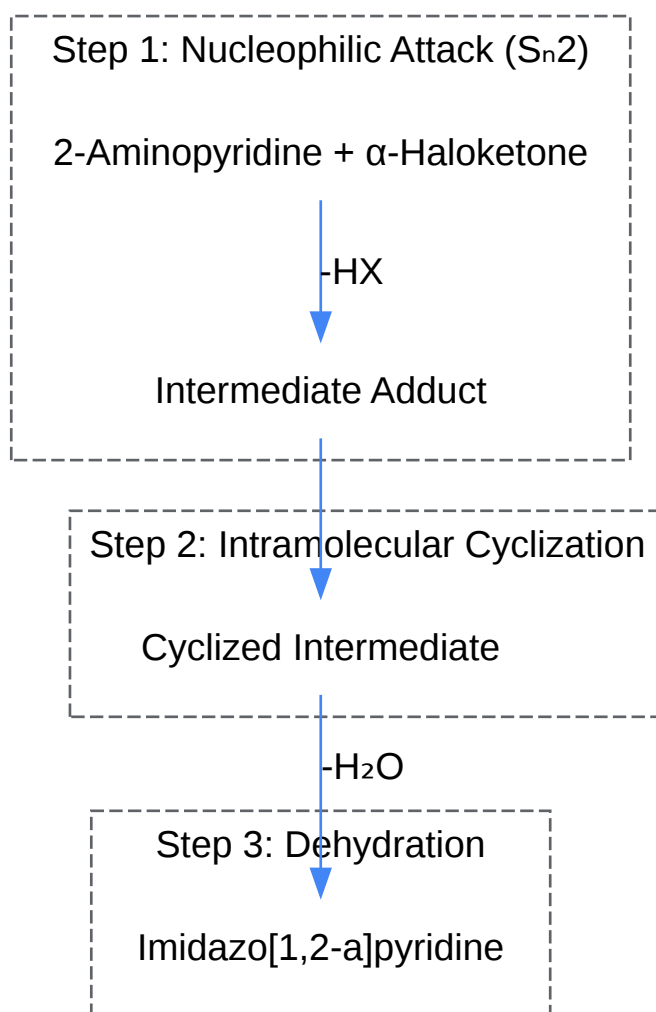 Step 1: Nucleophilic Attack (Sₙ2)
2-Aminopyridine + α-Haloketone
-HX
Intermediate Adduct
Step 2: Intramolecular Cyclization
Cyclized Intermediate
-H₂O
Step 3: Dehydration
Imidazo[1,2-a]pyridine